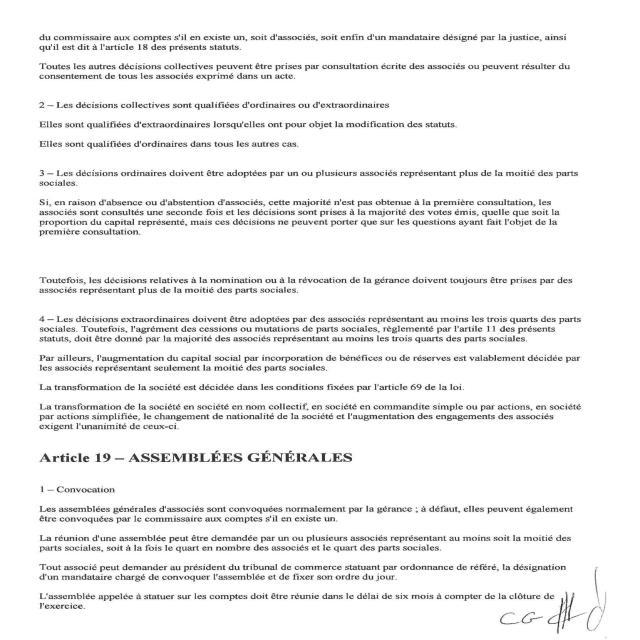 du commissaire aux comptes s'il en existe un, soit d'associés, soit enfin d'un mandataire désigné par la justice, ainsi
qu'il est dit à l'article 18 des présents statuts.
Toutes les autres décisions collectives peuvent être prises par consultation écrite des associés ou peuvent résulter du
consentement de tous les associés exprimé dans un acte.
2 – Les décisions collectives sont qualifiées d'ordinaires ou d'extraordinaires
Elles sont qualifiées d'extraordinaires lorsqu'elles ont pour objet la modification des statuts.
Elles sont qualifiées d'ordinaires dans tous les autres cas.
3 – Les décisions ordinaires doivent être adoptées par un ou plusieurs associés représentant plus de la moitié des parts
sociales.
Si, en raison d'absence ou d'abstention d'associés, cette majorité n'est pas obtenue à la première consultation, les
associés sont consultés une seconde fois et les décisions sont prises à la majorité des votes émis, quelle que soit la
proportion du capital représenté, mais ces décisions ne peuvent porter que sur les questions ayant fait l'objet de la
première consultation.
Toutefois, les décisions relatives à la nomination ou à la révocation de la gérance doivent toujours être prises par des
associés représentant plus de la moitié des parts sociales.
4 – Les décisions extraordinaires doivent être adoptées par des associés représentant au moins les trois quarts des parts
sociales. Toutefois, l'agrément des cessions ou mutations de parts sociales, règlementé par l'artile 11 des présents
statuts, doit être donné par la majorité des associés représentant au moins les trois quarts des parts sociales.
Par ailleurs, l'augmentation du capital social par incorporation de bénéfices ou de réserves est valablement décidée par
les associés représentant seulement la moitié des parts sociales.
La transformation de la société est décidée dans les conditions fixées par l'article 69 de la loi.
La transformation de la société en société en nom collectif, en société en commandite simple ou par actions, en société
par actions simplifiée, le changement de nationalité de la société et l'augmentation des engagements des associés
exigent l'unanimité de ceux-ci.
Article 19 – ASSEMBLÉES GÉNÉRALES
1 – Convocation
Les assemblées générales d'associés sont convoquées normalement par la gérance ; à défaut, elles peuvent également
être convoquées par le commissaire aux comptes s'il en existe un.
La réunion d'une assemblée peut être demandée par un ou plusieurs associés représentant au moins soit la moitié des
parts sociales, soit à la fois le quart en nombre des associés et le quart des parts sociales.
Tout associé peut demander au président du tribunal de commerce statuant par ordonnance de référé, la désignation
d'un mandataire chargé de convoquer l'assemblée et de fixer son ordre du jour.
L'assemblée appelée à statuer sur les comptes doit être réunie dans le délai de six mois à compter de la clôture de
l'exercice.
CG